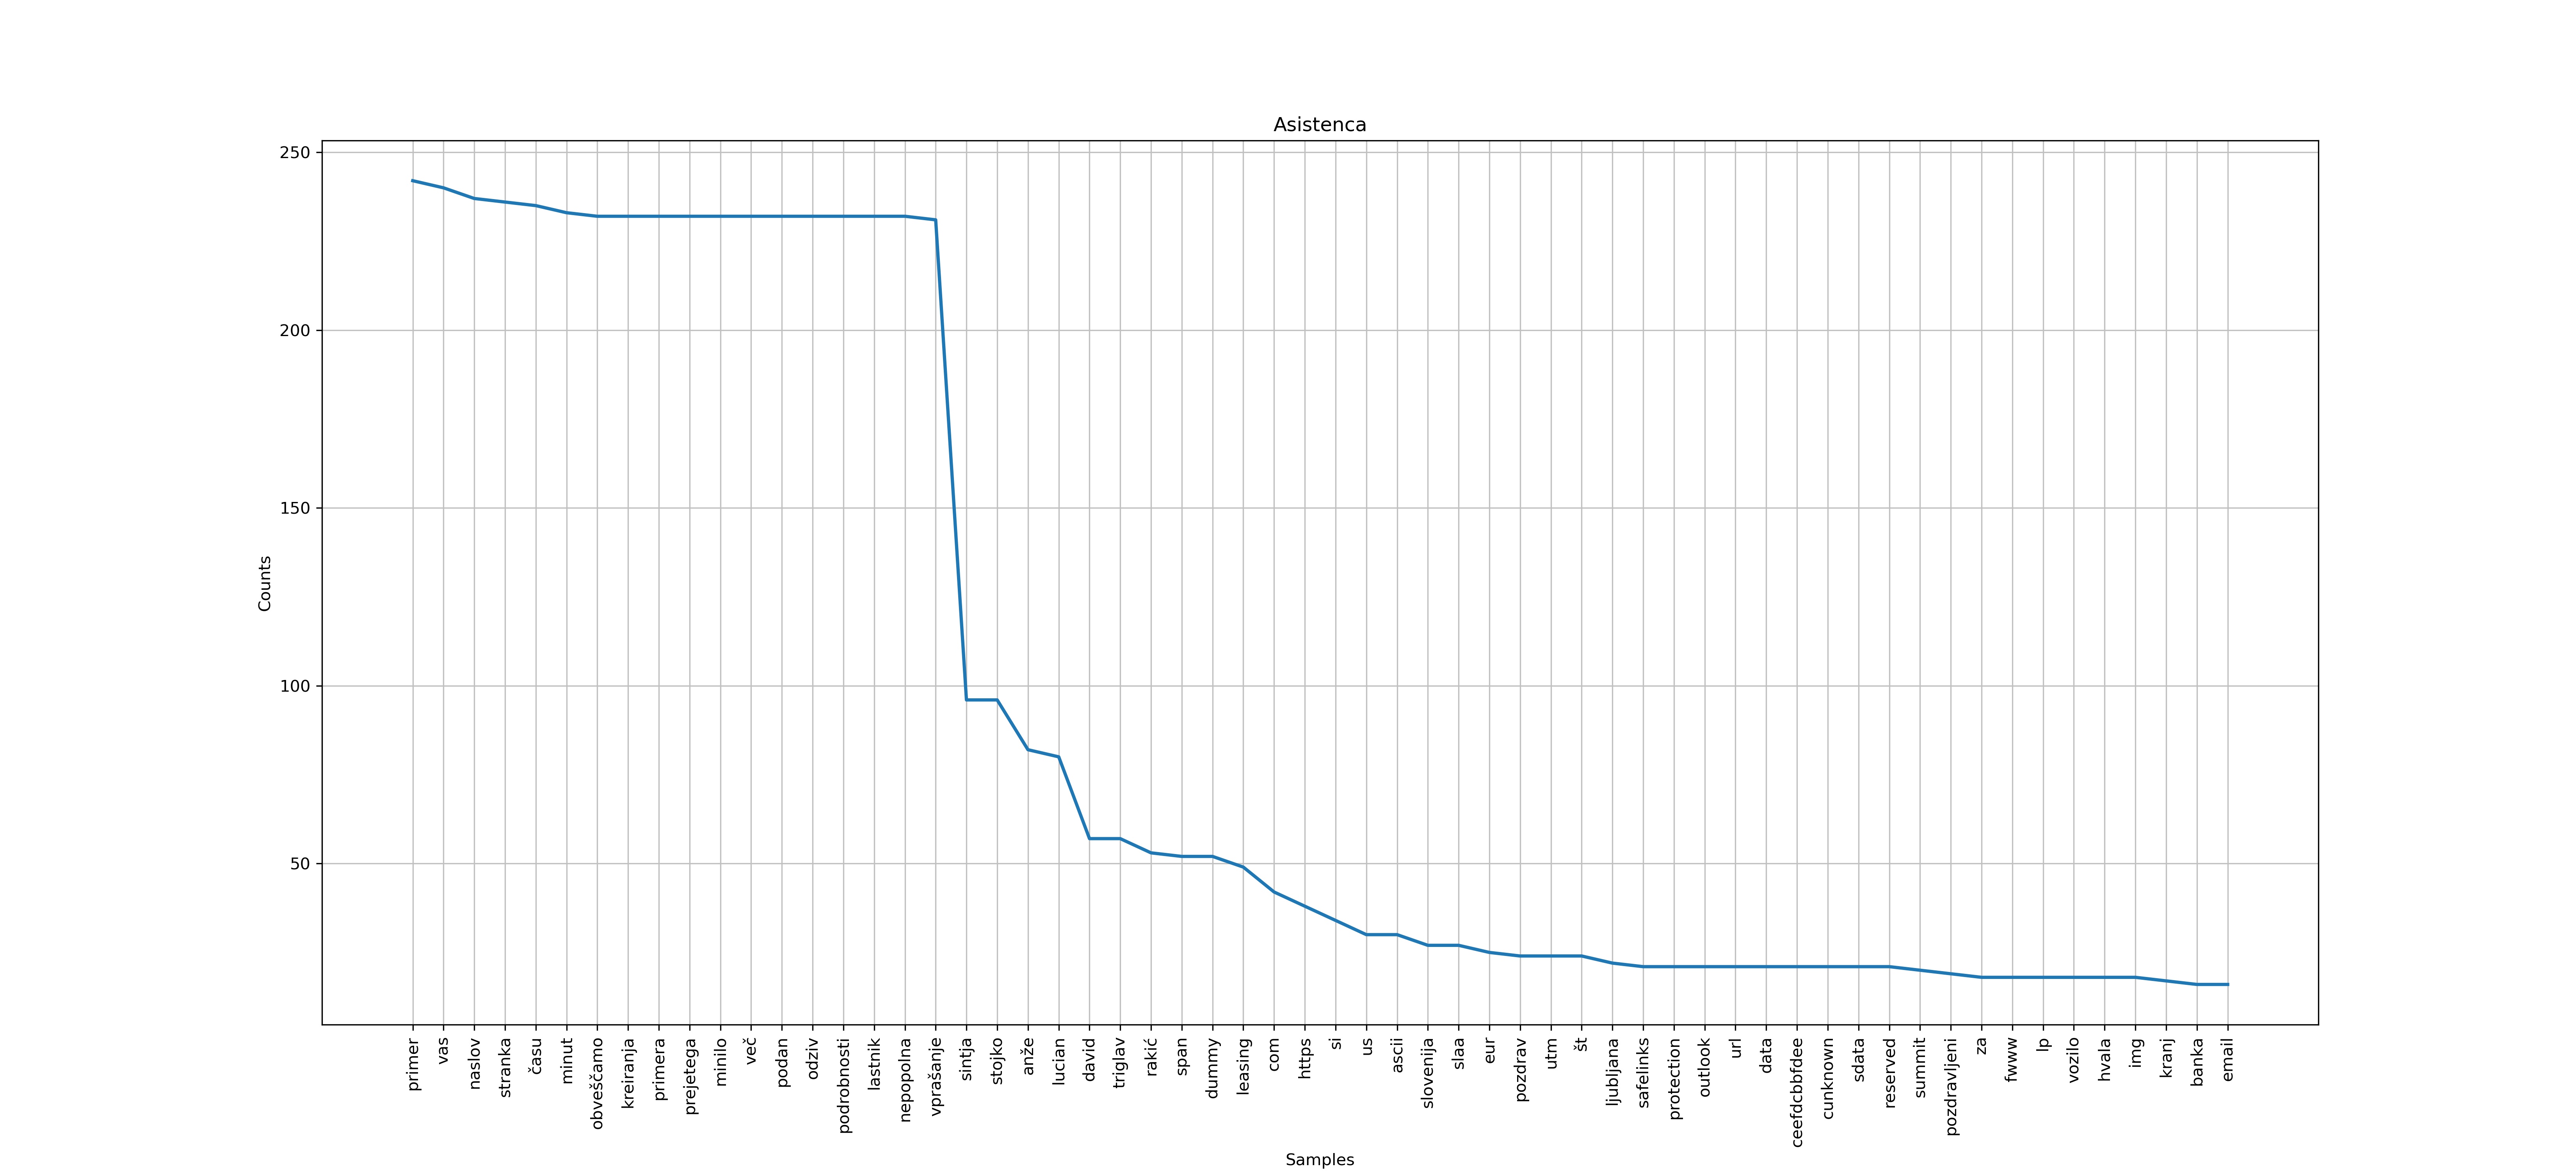 Asistenca
250
200
150
100
50
Counts
primer
vas
naslov
stranka
času
minut
obveščamo
kreiranja
primera
prejetega
minilo
več
podan
odziv
podrobnosti
lastnik
nepopolna
vprašanje
sintja
stojko
anže
lucian
david
triglav
rakić
span
dummy
leasing
com
https
si
us
ascii
slovenija
slaa
eur
pozdrav
utm
št
ljubljana
safelinks
protection
outlook
url
data
ceefdcbbfdee
cunknown
sdata
reserved
summit
pozdravljeni
za
fwww
lp
vozilo
hvala
img
kranj
banka
email
Samples